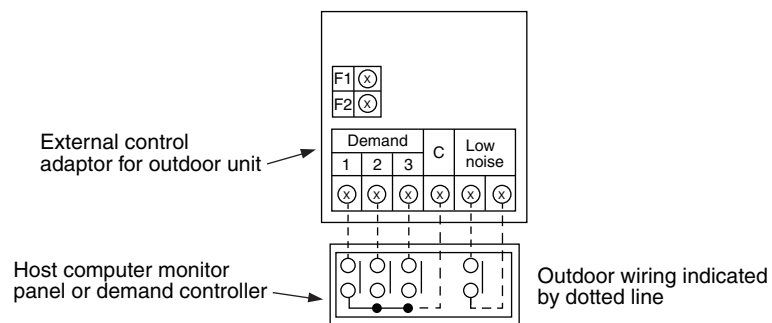 F1 x
F2 x
External control
adaptor for outdoor unit
Demand
1 2 3
C
Low
noise
x x x x x x
Host computer monitor
panel or demand controller
Outdoor wiring indicated
by dotted line